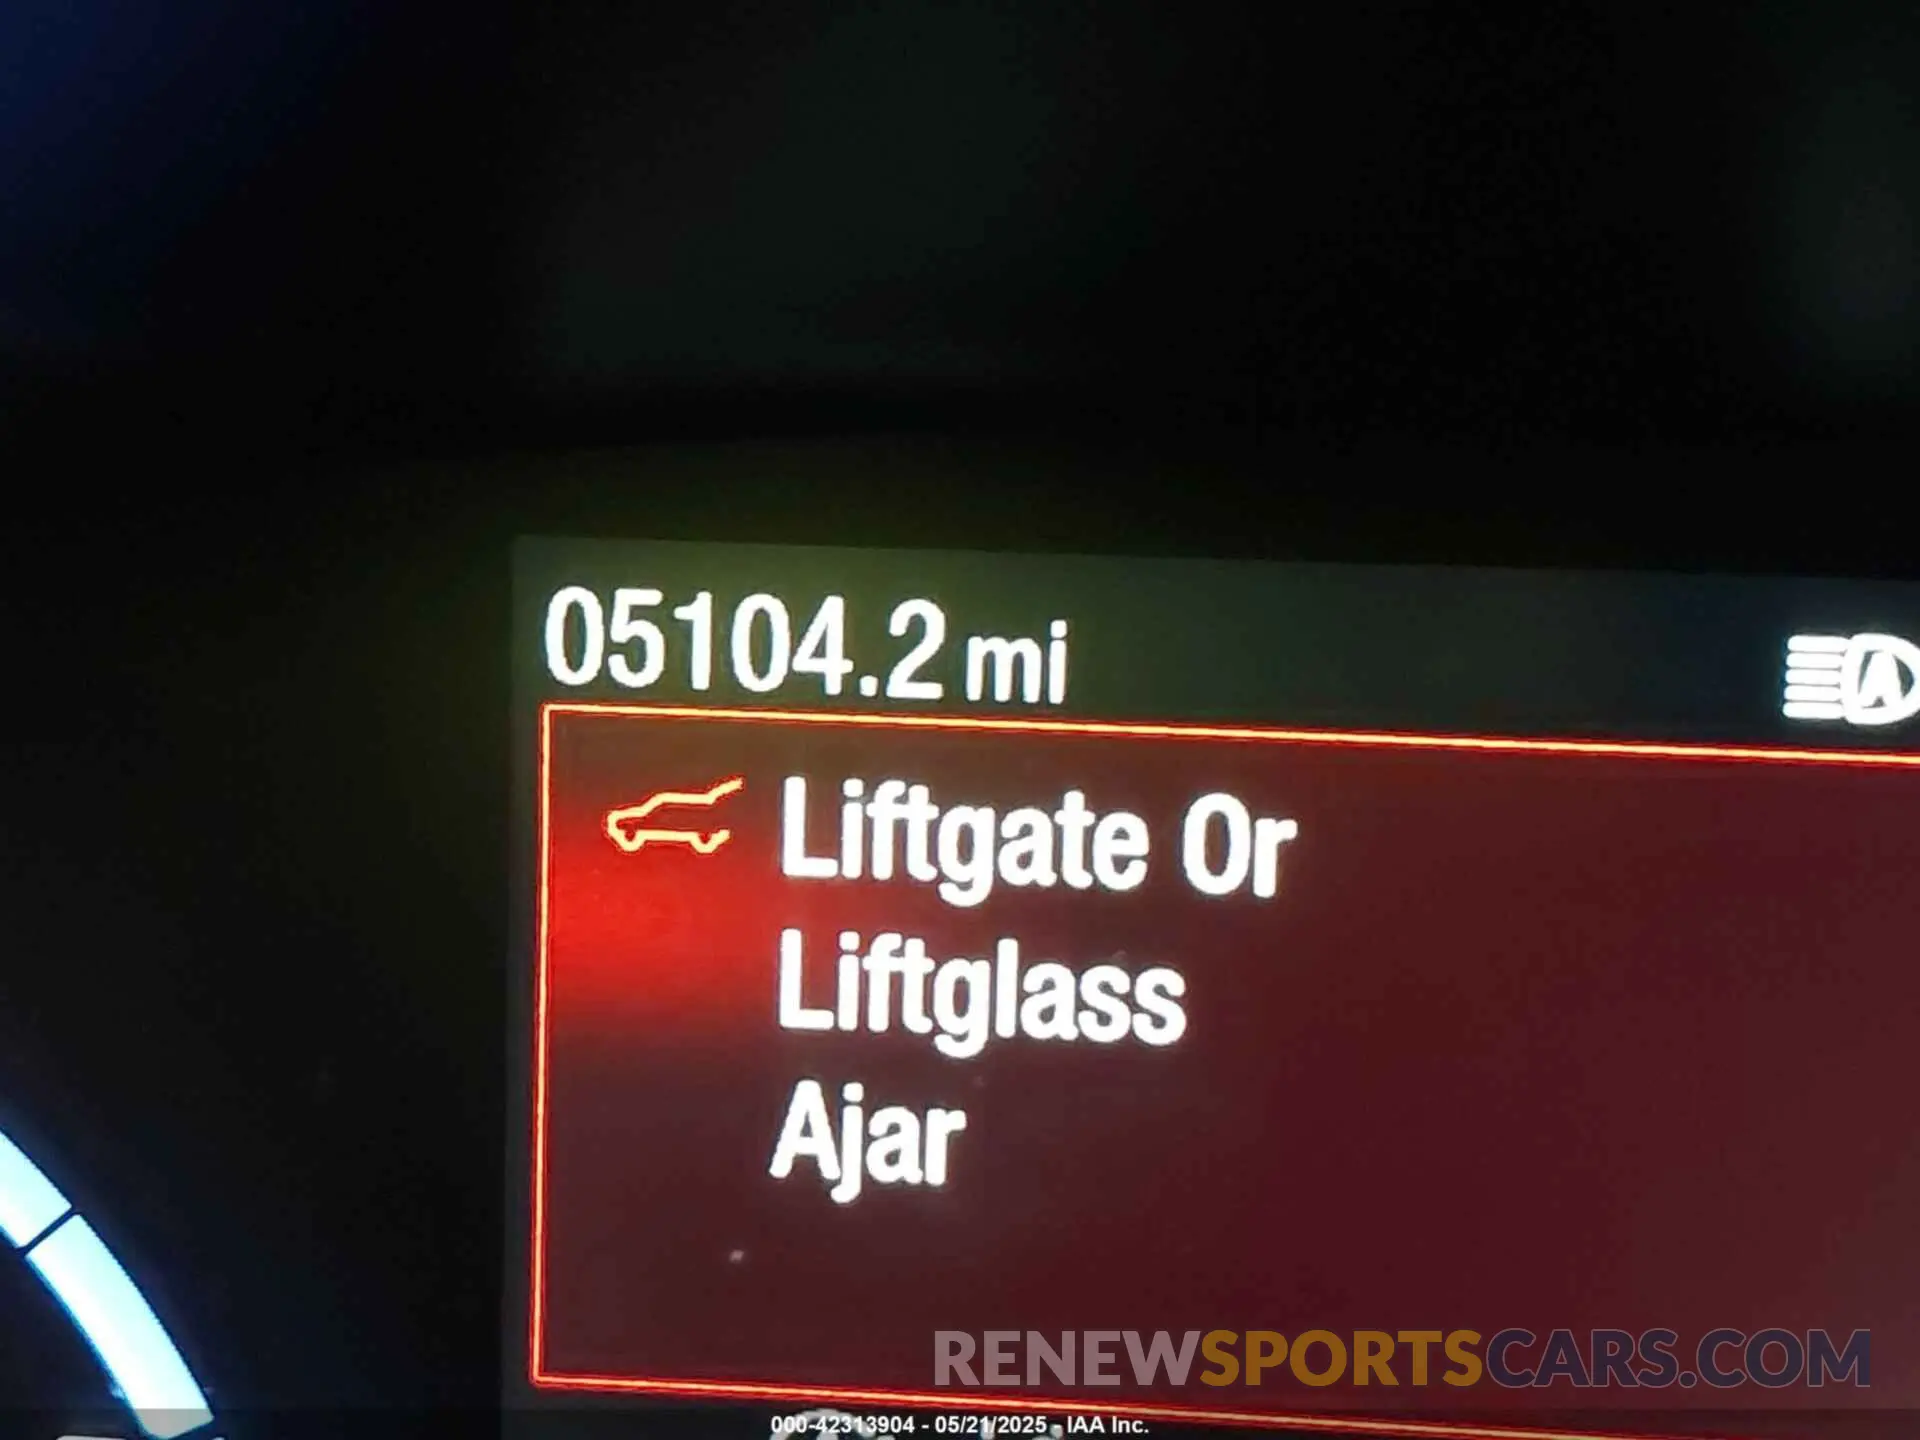 05104.2 mi
Liftgate Or
Liftglass
Ajar
RENEWSPORTSCARS.COM
000-42313904 - 05/21/2025 - IAA Inc.